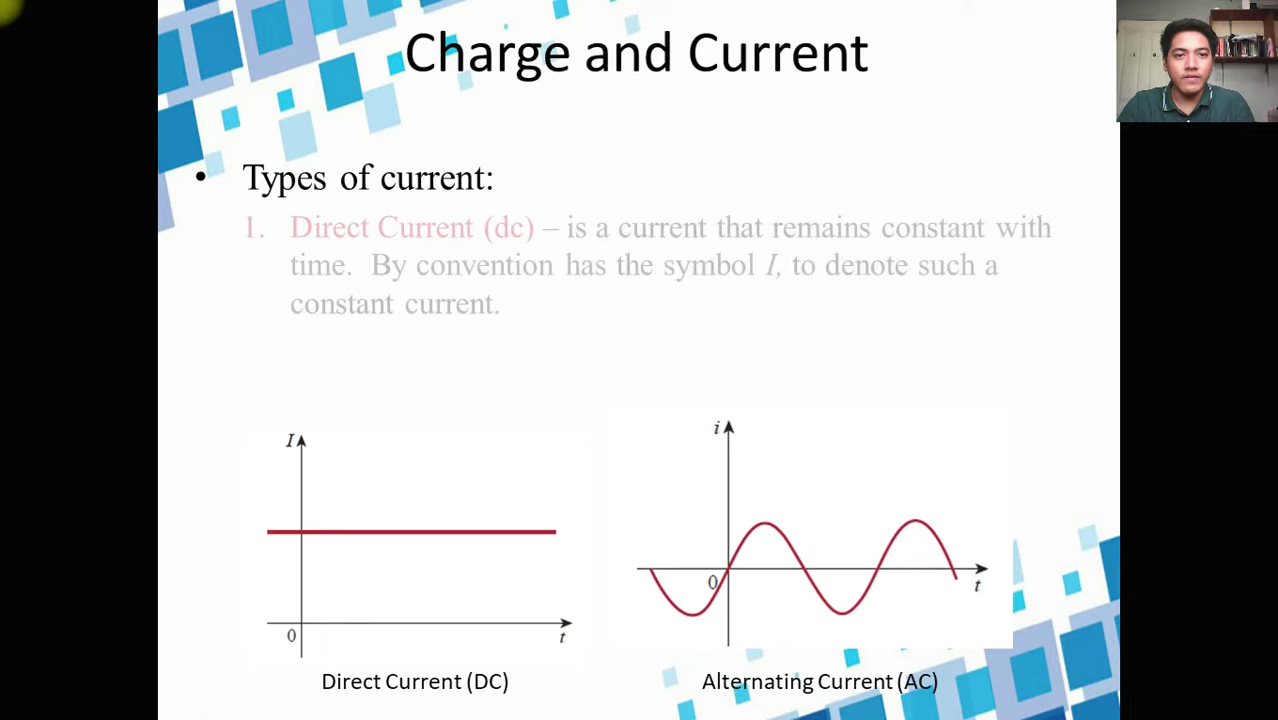 Charge and Current
• Types of current:
1. Direct Current (dc) – is a current that remains constant with
time. By convention has the symbol I, to denote such a
constant current.
I
0
t
i
0
t
Direct Current (DC)
Alternating Current (AC)